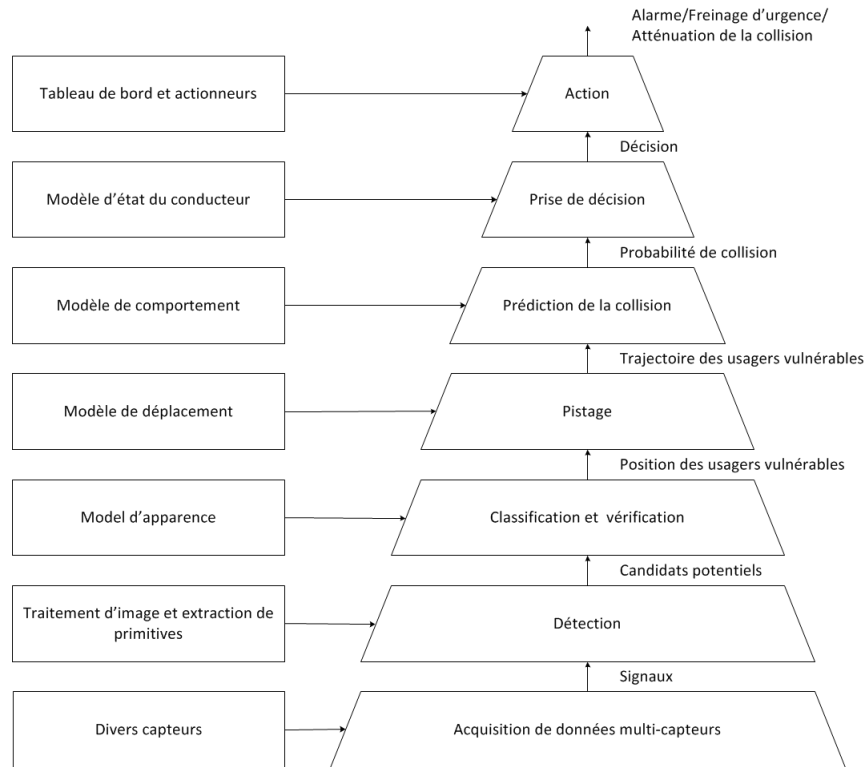 Alarme/Freinage d'urgence/
Atténuation de la collision
Tableau de bord et actionneurs
Action
Décision
Modèle d'état du conducteur
Prise de décision
Probabilité de collision
Modèle de comportement
Prédiction de la collision
Trajectoire des usagers vulnérables
Modèle de déplacement
Pistage
Position des usagers vulnérables
Model d'apparence
Classification et vérification
Candidats potentiels
Traitement d'image et extraction de
primitives
Détection
Signaux
Divers capteurs
Acquisition de données multi-capteurs